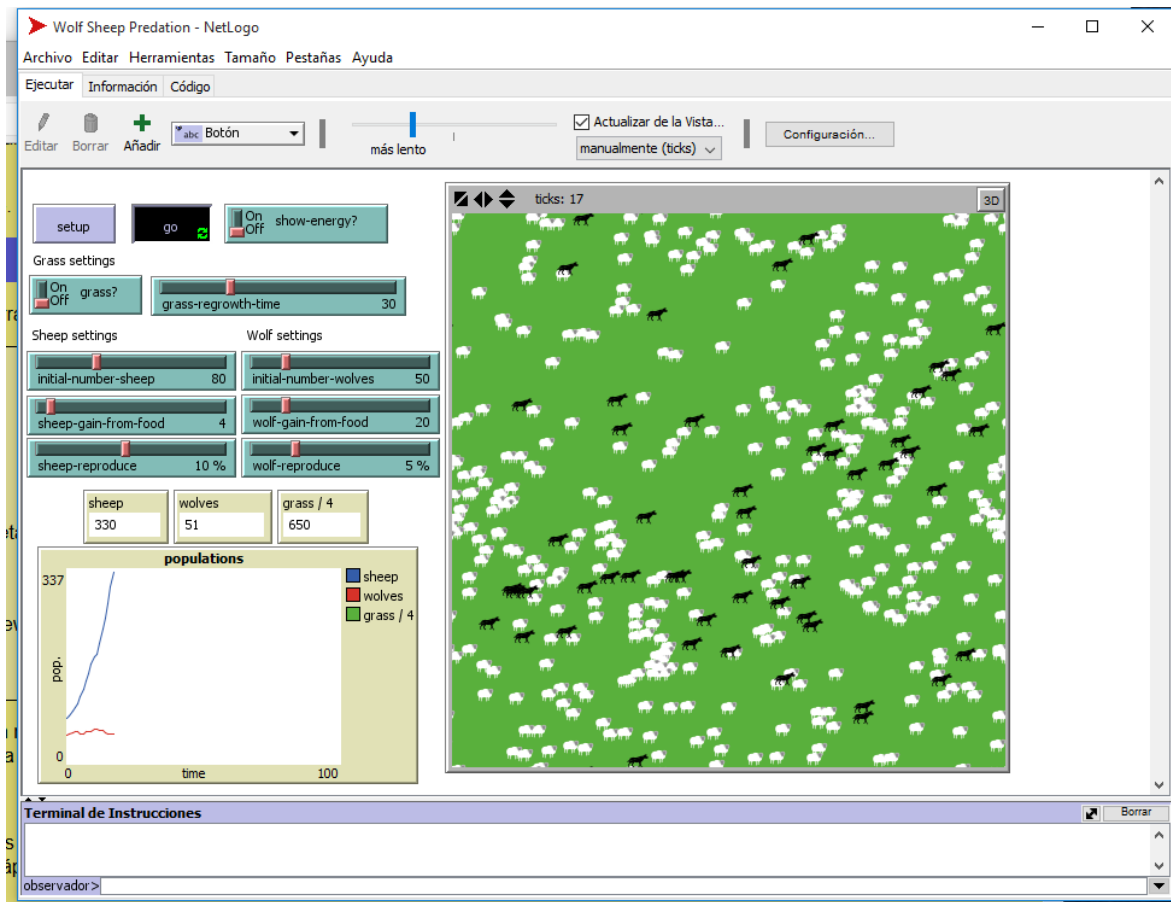 Wolf Sheep Predation - NetLogo
Archivo Editar Herramientas Tamaño Pestañas Ayuda
Ejecutar Información Código
Editar Borrar Añadir abc Botón
más lento
Actualizar de la Vista...
manualmente (ticks)
Configuración...
ticks: 17
3D
setup
go
On
Off
show-energy?
Grass settings
On
Off
grass?
grass-regrowth-time 30
Sheep settings
Wolf settings
initial-number-sheep 80
initial-number-wolves 50
sheep-gain-from-food 4
wolf-gain-from-food 20
sheep-reproduce 10 %
wolf-reproduce 5 %
sheep
330
wolves
51
grass / 4
650
populations
337
pop.
0
0 time 100
sheep
wolves
grass / 4
Terminal de Instrucciones
Borrar
observador>